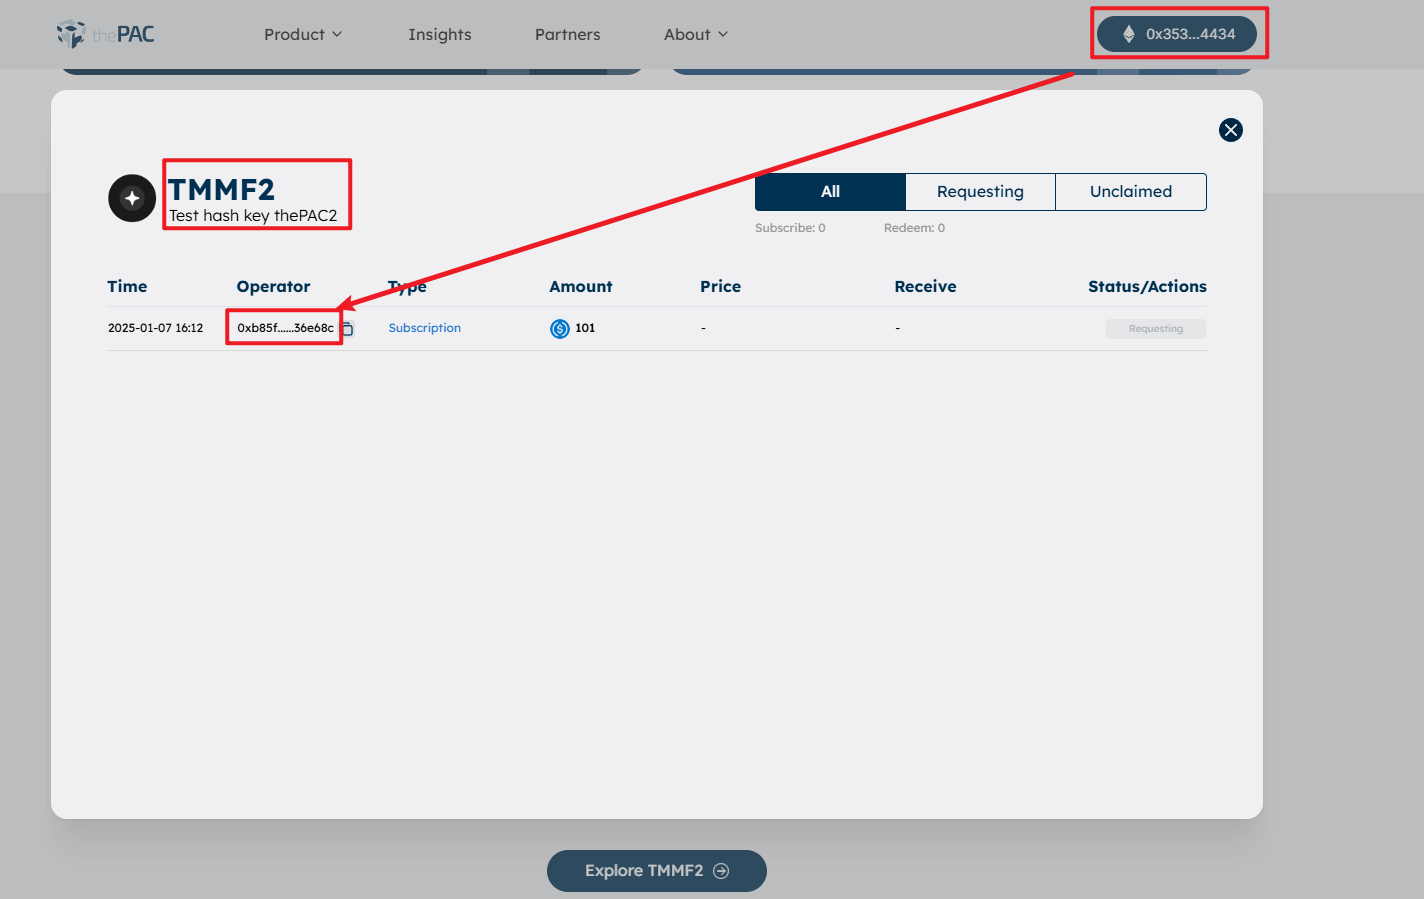 thePAC
Product
Insights
Partners
About
0x353...4434
TMMF2
Test hash key thePAC2
All
Requesting
Unclaimed
Subscribe: 0
Redeem: 0
Time Operator Type Amount Price Receive Status/Actions
2025-01-07 16:12 0xb85f......36e68c Subscription 101 - - Requesting
Explore TMMF2